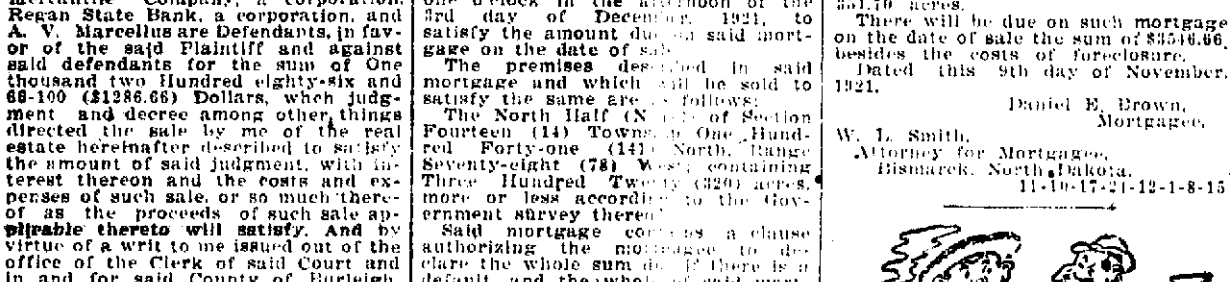 Regan State Bank, a corporation, and
A. V. Marcellus are Defendants, in fav-
or of the said Plaintiff and against
said defendants for the sum of One
thousand two Hundred eighty-six and
66-100 ($1286.66) Dollars, whch judg-
ment and decree among other things
directed the sale by me of the real
estate hereinafter described to satisfy
the amount of said judgment, with in-
terest thereon and the costs and ex-
penses of such sale, or so much there-
of as the proceeds of such sale ap-
plicable thereto will satisfy. And by
virtue of a writ to me issued out of the
office of the Clerk of said Court and
in and for said County of Burleigh,
one o'clock in the afternoon of the
3rd day of December, 1921, to
satisfy the amount due on said mort-
gage on the date of sale
The premises described in said
mortgage and which will be sold to
satisfy the same are as follows:
The North Half (N of Section
Fourteen (14) Township One Hund-
red Forty-one (141) North, Range
Seventy-eight (78) West, containing
Three Hundred Twenty (320) acres,
more or less according to the Gov-
ernment survey thereof
Said mortgage contains a clause
authorizing the mortgagee to de-
clare the whole sum due if there is a
default and the whole of said mort-
351.70 acres.
There will be due on such mortgage
on the date of sale the sum of $3546.66,
besides the costs of foreclosure.
Dated this 9th day of November,
1921.
Daniel E. Brown,
Mortgagee.
W. L. Smith,
Attorney for Mortgagee,
Bismarck, North Dakota.
11-10-17-24-12-1-8-15